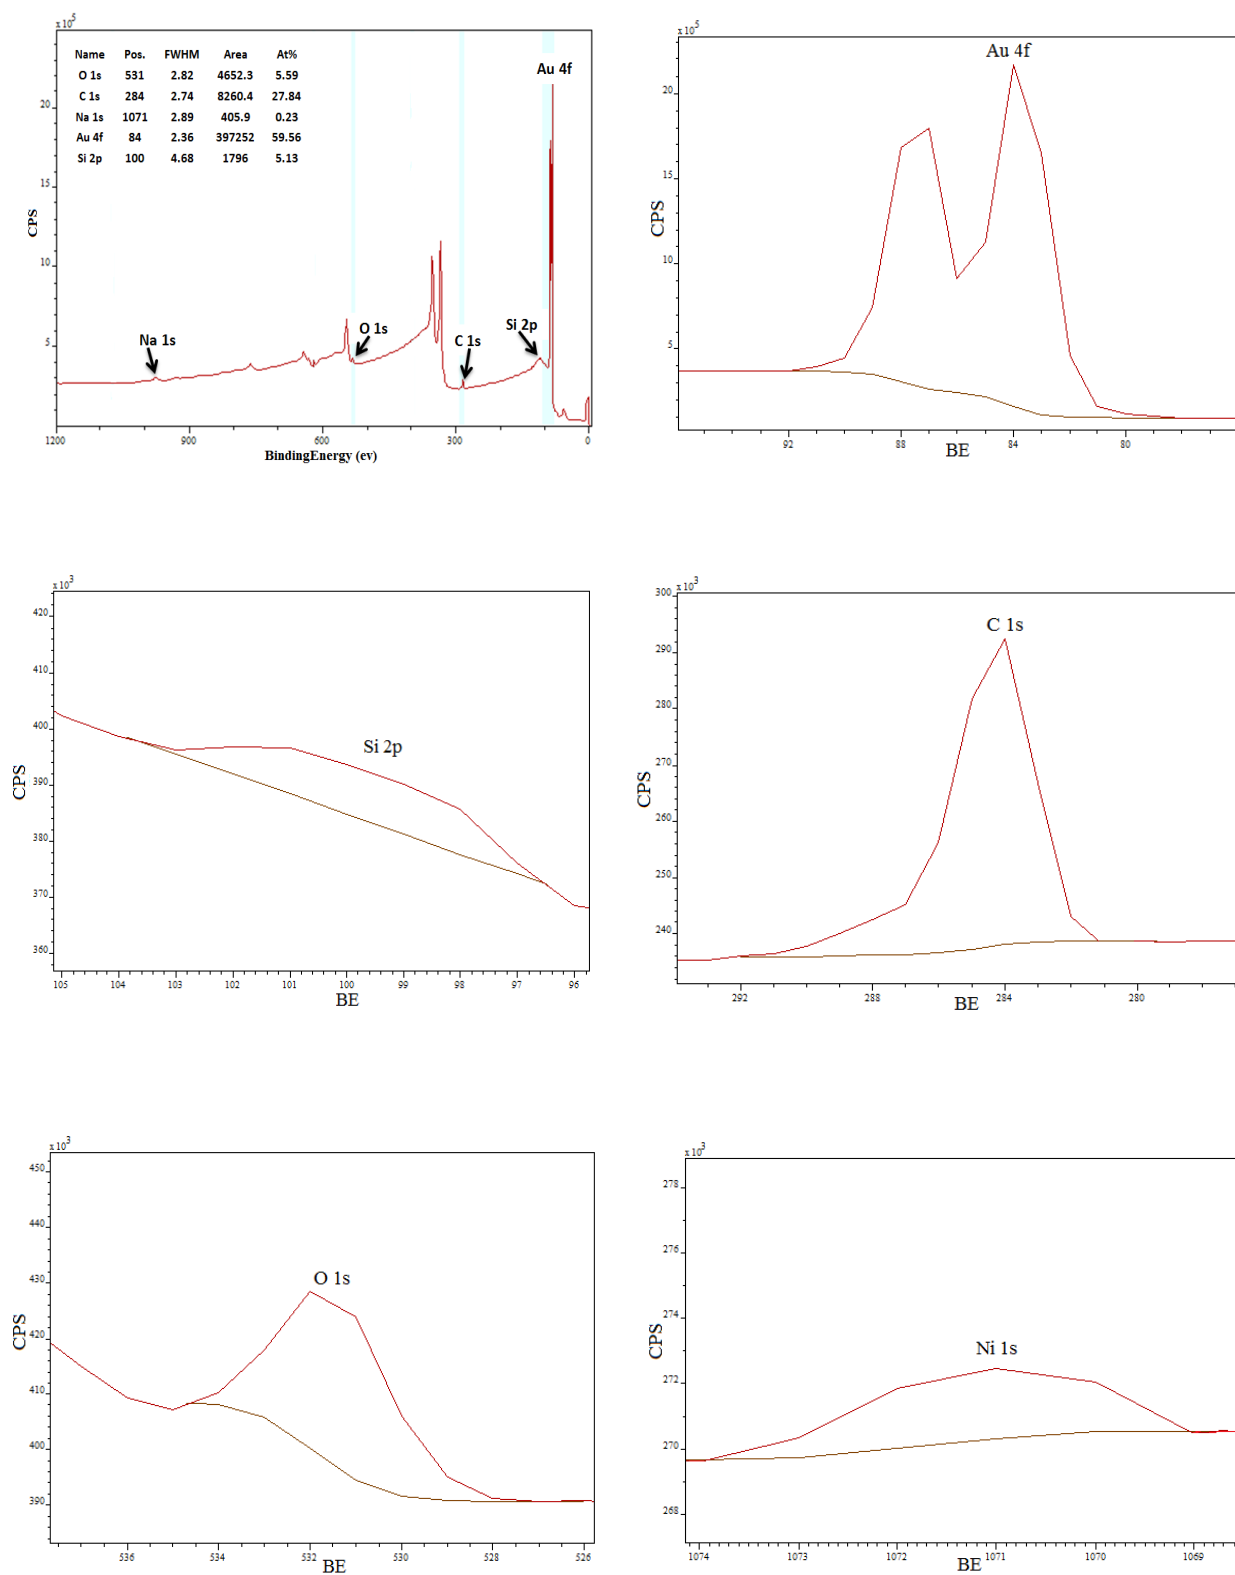 x 10^5
Name Pos. FWHM Area At%
O 1s 531 2.82 4652.3 5.59
C 1s 284 2.74 8260.4 27.84
Na 1s 1071 2.89 405.9 0.23
Au 4f 84 2.36 397252 59.56
Si 2p 100 4.68 1796 5.13
Au 4f
20
15
10
5
CPS
Na 1s
O 1s
C 1s
Si 2p
1200 900 600 300 0
BindingEnergy (ev)
x 10^5
Au 4f
20
15
10
5
CPS
92 88 84 80
BE
x 10^3
420
410
400
390
380
370
360
CPS
Si 2p
105 104 103 102 101 100 99 98 97 96
BE
x 10^3
300
290
280
270
260
250
240
CPS
C 1s
292 288 284 280
BE
x 10^3
450
440
430
420
410
400
390
CPS
O 1s
536 534 532 530 528 526
BE
x 10^3
278
276
274
272
270
268
CPS
Ni 1s
1074 1073 1072 1071 1070 1069
BE